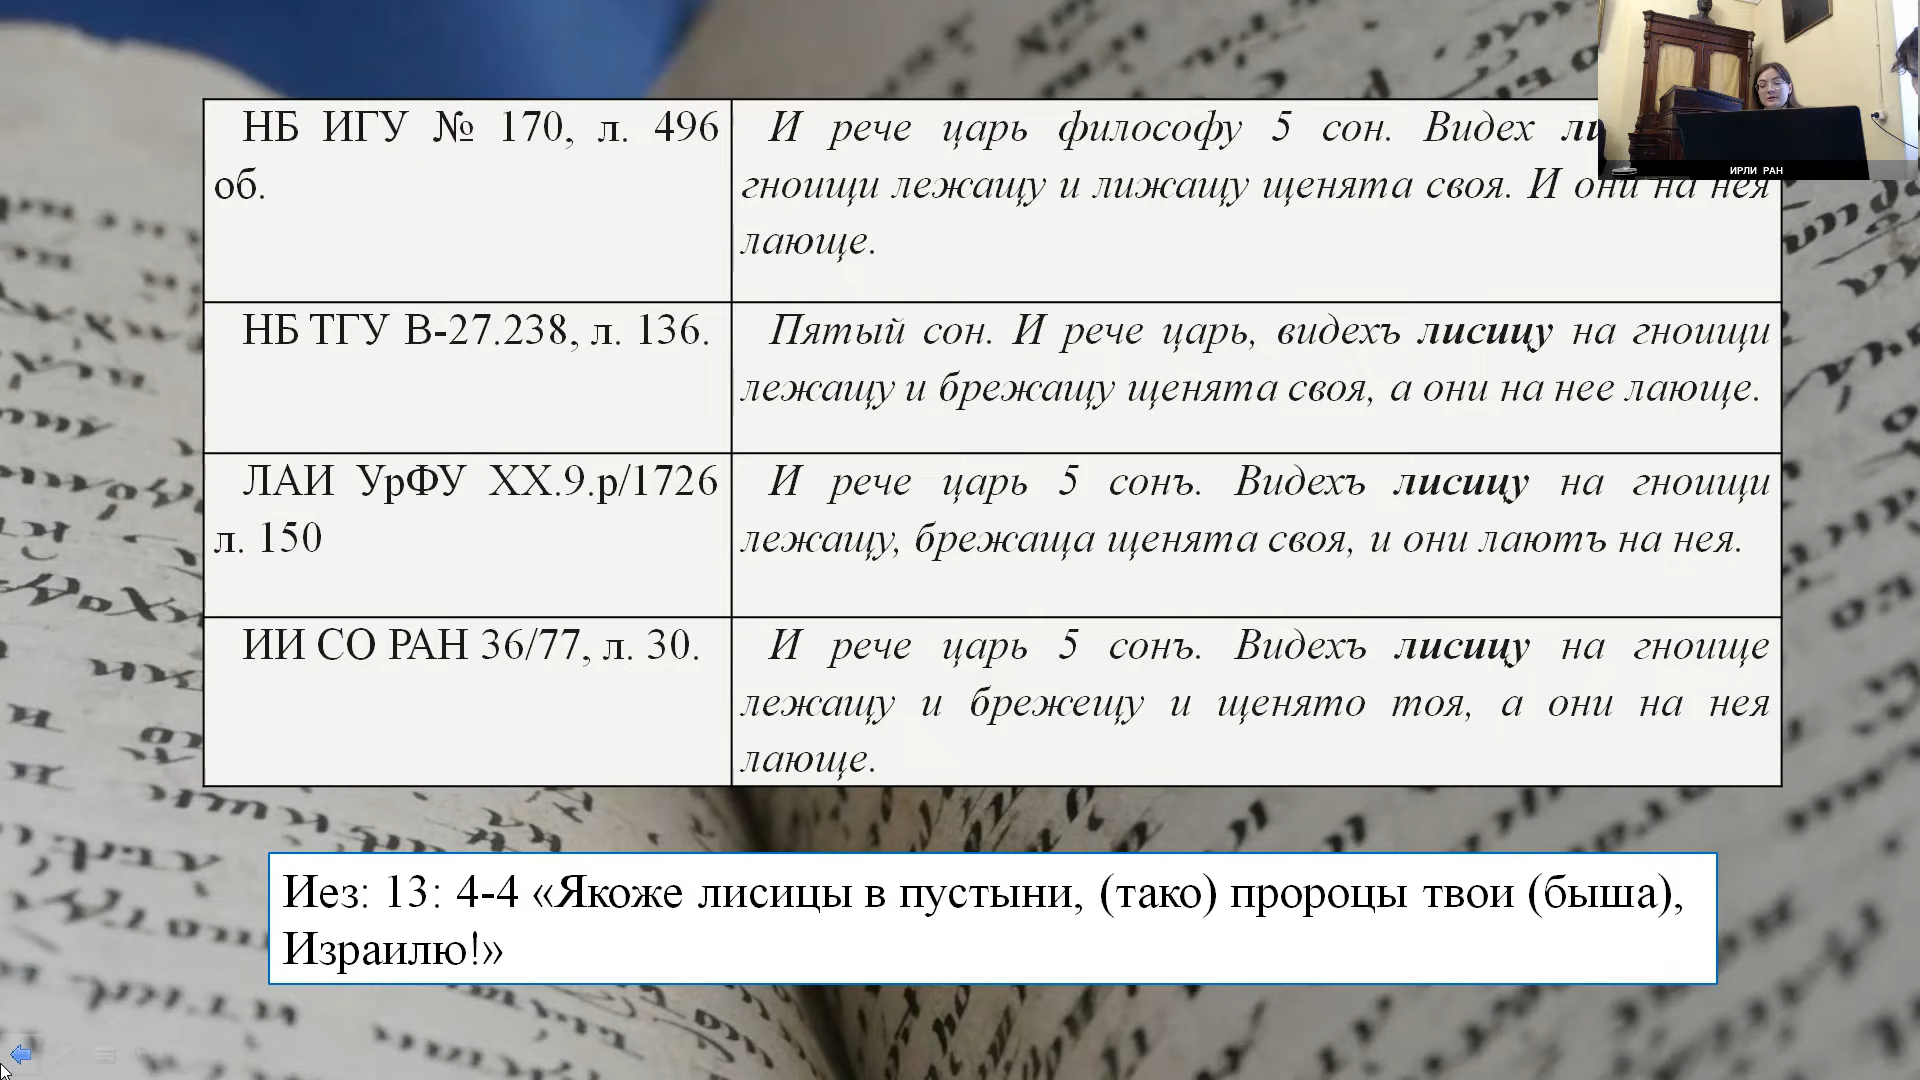 НБ ИГУ № 170, л. 496
об.
И рече царь философу 5 сон. Видех
гноищи лежащу и лижащу щенята своя. И они на нея
лающе.
НБ ТГУ В-27.238, л. 136.
Пятый сон. И рече царь, видехъ лисицу на гноищи
лежащу и брежащу щенята своя, а они на нее лающе.
ЛАИ УрФУ XX.9.р/1726
л. 150
И рече царь 5 сонъ. Видехъ лисицу на гноищи
лежащу, брежаща щенята своя, и они лаютъ на нея.
ИИ СО РАН 36/77, л. 30.
И рече царь 5 сонъ. Видехъ лисицу на гноище
лежащу и брежещу и щенято тоя, а они на нея
лающе.
Иез: 13: 4-4 «Якоже лисицы в пустыни, (тако) пророцы твои (быша),
Израилю!»
ИРЛИ РАН